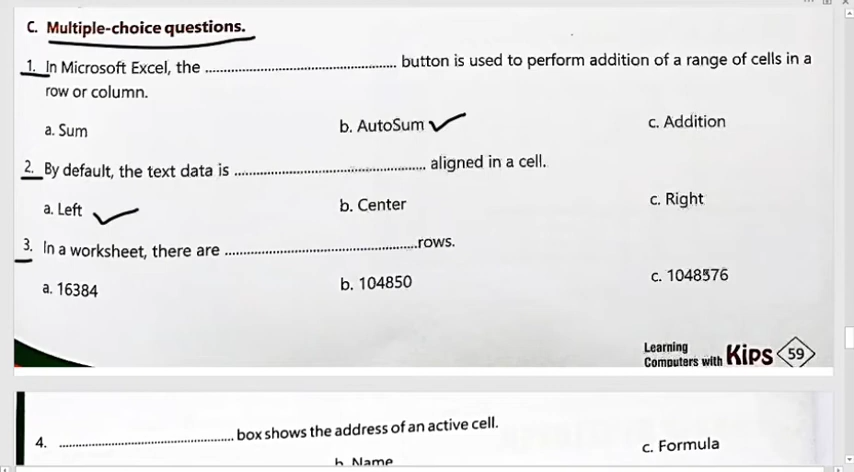 C. Multiple-choice questions.
1. In Microsoft Excel, the ................................................ button is used to perform addition of a range of cells in a
row or column.
a. Sum b. AutoSum c. Addition
2. By default, the text data is ................................................ aligned in a cell.
a. Left b. Center c. Right
3. In a worksheet, there are ................................................ rows.
a. 16384 b. 104850 c. 1048576
Learning
Computers with Kips 59
4. ................................................ box shows the address of an active cell.
b. Name c. Formula